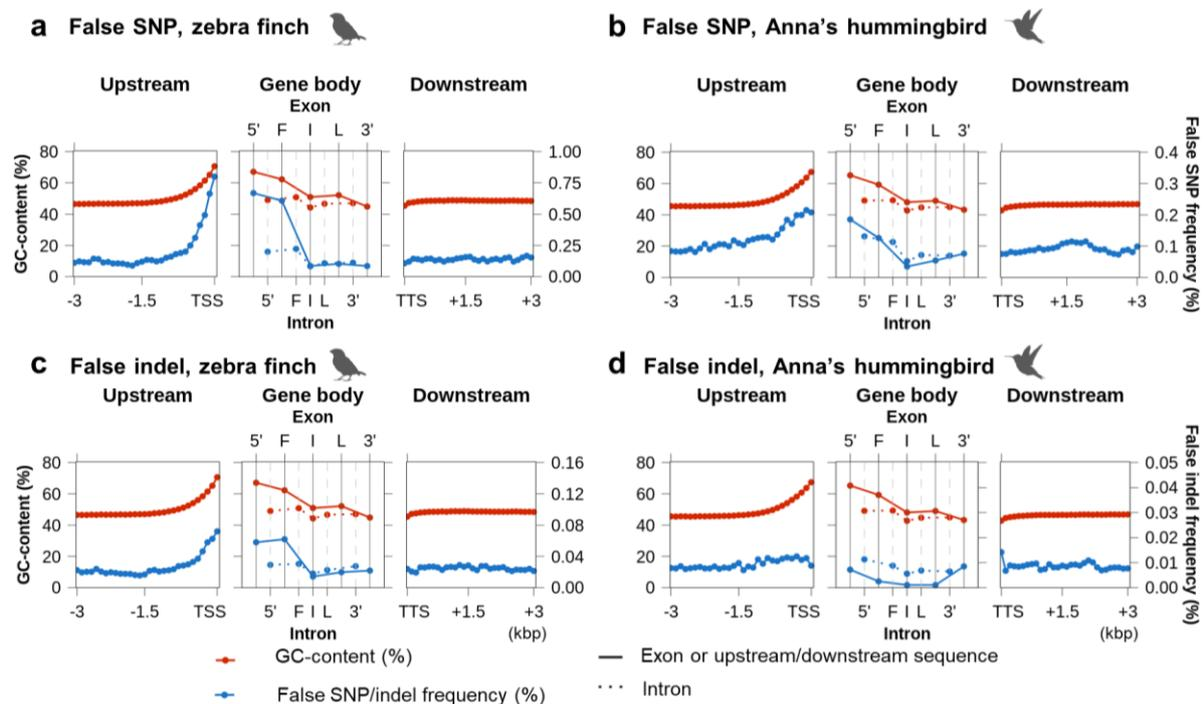 a False SNP, zebra finch
Upstream Gene body Downstream
Exon
5' F I L 3'
GC-content (%)
80 60 40 20 0
1.00 0.75 0.50 0.25 0.00
-3 -1.5 TSS 5' F I L 3' TTS +1.5 +3
Intron
b False SNP, Anna's hummingbird
Upstream Gene body Downstream
Exon
5' F I L 3'
80 60 40 20 0
0.4 0.3 0.2 0.1 0.0
False SNP frequency (%)
-3 -1.5 TSS 5' F I L 3' TTS +1.5 +3
Intron
c False indel, zebra finch
Upstream Gene body Downstream
Exon
5' F I L 3'
GC-content (%)
80 60 40 20 0
0.16 0.12 0.08 0.04 0.00
-3 -1.5 TSS 5' F I L 3' TTS +1.5 +3
Intron (kbp)
d False indel, Anna's hummingbird
Upstream Gene body Downstream
Exon
5' F I L 3'
80 60 40 20 0
0.05 0.04 0.03 0.02 0.01 0.00
False indel frequency (%)
-3 -1.5 TSS 5' F I L 3' TTS +1.5 +3
Intron (kbp)
GC-content (%)
Exon or upstream/downstream sequence
False SNP/indel frequency (%)
Intron